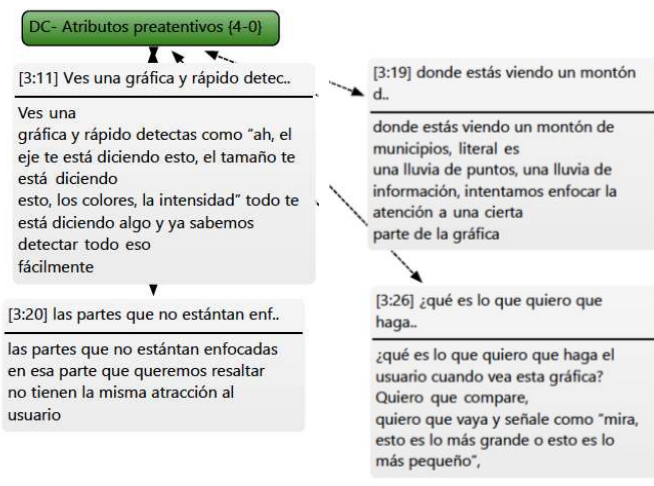 DC- Atributos preatentivos {4-0}
[3:11] Ves una gráfica y rápido detec..
Ves una
gráfica y rápido detectas como “ah, el
eje te está diciendo esto, el tamaño te
está diciendo
esto, los colores, la intensidad” todo te
está diciendo algo y ya sabemos
detectar todo eso
fácilmente
[3:19] donde estás viendo un montón
d..
donde estás viendo un montón de
municipios, literal es
una lluvia de puntos, una lluvia de
información, intentamos enfocar la
atención a una cierta
parte de la gráfica
[3:20] las partes que no estántan enf..
las partes que no estántan enfocadas
en esa parte que queremos resaltar
no tienen la misma atracción al
usuario
[3:26] ¿qué es lo que quiero que
haga..
¿qué es lo que quiero que haga el
usuario cuando vea esta gráfica?
Quiero que compare,
quiero que vaya y señale como “mira,
esto es lo más grande o esto es lo
más pequeño”,